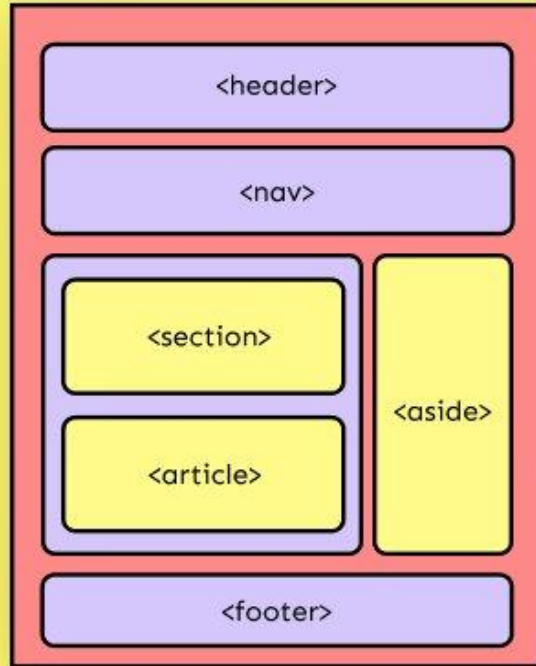 <header>
<nav>
<section>
<article>
<aside>
<footer>